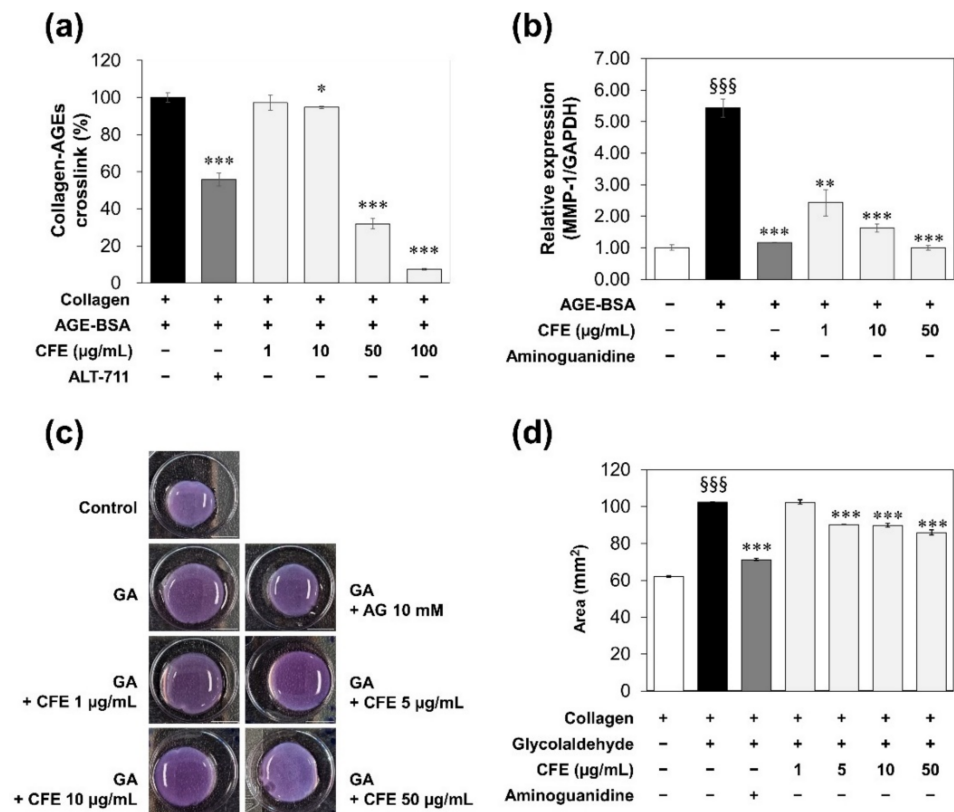 (a)
120
100
80
60
40
20
0
Collagen-AGEs
crosslink (%)
***
*
***
***
Collagen + + + + + +
AGE-BSA + + + + + +
CFE (µg/mL) – – 1 10 50 100
ALT-711 – + – – – –
(b)
7.00
6.00
5.00
4.00
3.00
2.00
1.00
0.00
Relative expression
(MMP-1/GAPDH)
§§§
***
**
***
***
AGE-BSA – + + + + +
CFE (µg/mL) – – – 1 10 50
Aminoguanidine – – + – – –
(c)
Control
GA
GA
+ AG 10 mM
GA
+ CFE 1 µg/mL
GA
+ CFE 5 µg/mL
GA
+ CFE 10 µg/mL
GA
+ CFE 50 µg/mL
(d)
120
100
80
60
40
20
0
Area (mm²)
§§§
***
***
***
***
Collagen + + + + + + +
Glycolaldehyde – + + + + + +
CFE (µg/mL) – – – 1 5 10 50
Aminoguanidine – – + – – – –